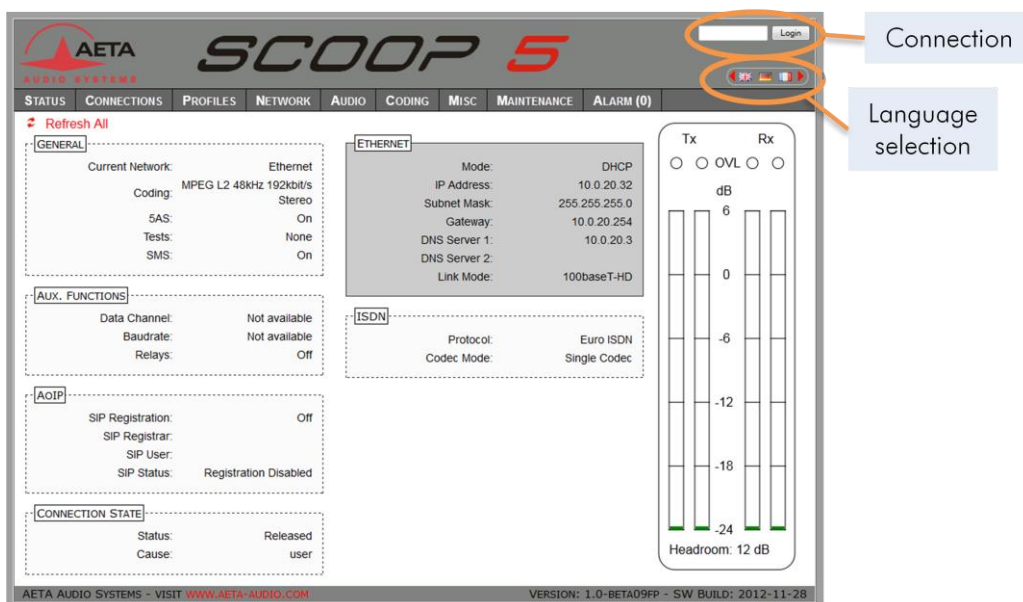 AETA
AUDIO SYSTEMS
SCOOP 5
Login
Connection
Language
selection
STATUS CONNECTIONS PROFILES NETWORK AUDIO CODING MISC MAINTENANCE ALARM (0)
Refresh All
GENERAL
Current Network: Ethernet
Coding: MPEG L2 48kHz 192kbit/s
Stereo
5AS: On
Tests: None
SMS: On
AUX. FUNCTIONS
Data Channel: Not available
Baudrate: Not available
Relays: Off
AOIP
SIP Registration: Off
SIP Registrar:
SIP User:
SIP Status: Registration Disabled
CONNECTION STATE
Status: Released
Cause: user
ETHERNET
Mode: DHCP
IP Address: 10.0.20.32
Subnet Mask: 255.255.255.0
Gateway: 10.0.20.254
DNS Server 1: 10.0.20.3
DNS Server 2:
Link Mode: 100baseT-HD
ISDN
Protocol: Euro ISDN
Codec Mode: Single Codec
Tx Rx
OVL
dB
6
0
-6
-12
-18
-24
Headroom: 12 dB
AETA AUDIO SYSTEMS - VISIT WWW.AETA-AUDIO.COM
VERSION: 1.0-BETA09FP - SW BUILD: 2012-11-28